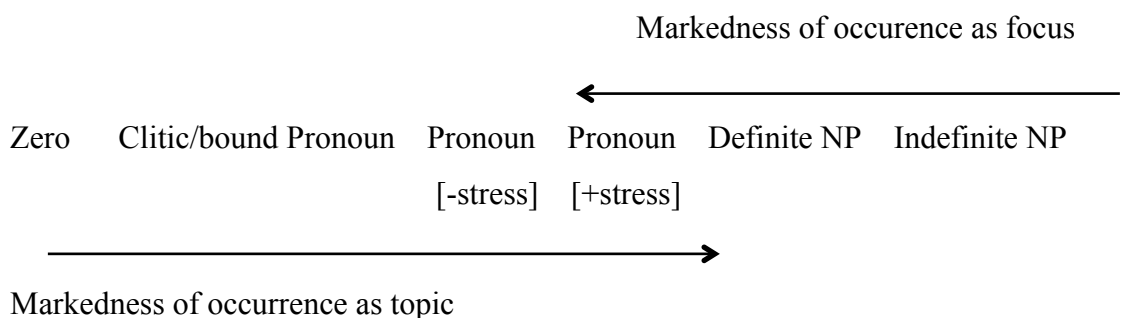 Markedness of occurence as focus
Zero Clitic/bound Pronoun Pronoun Pronoun Definite NP Indefinite NP
[-stress] [+stress]
Markedness of occurrence as topic